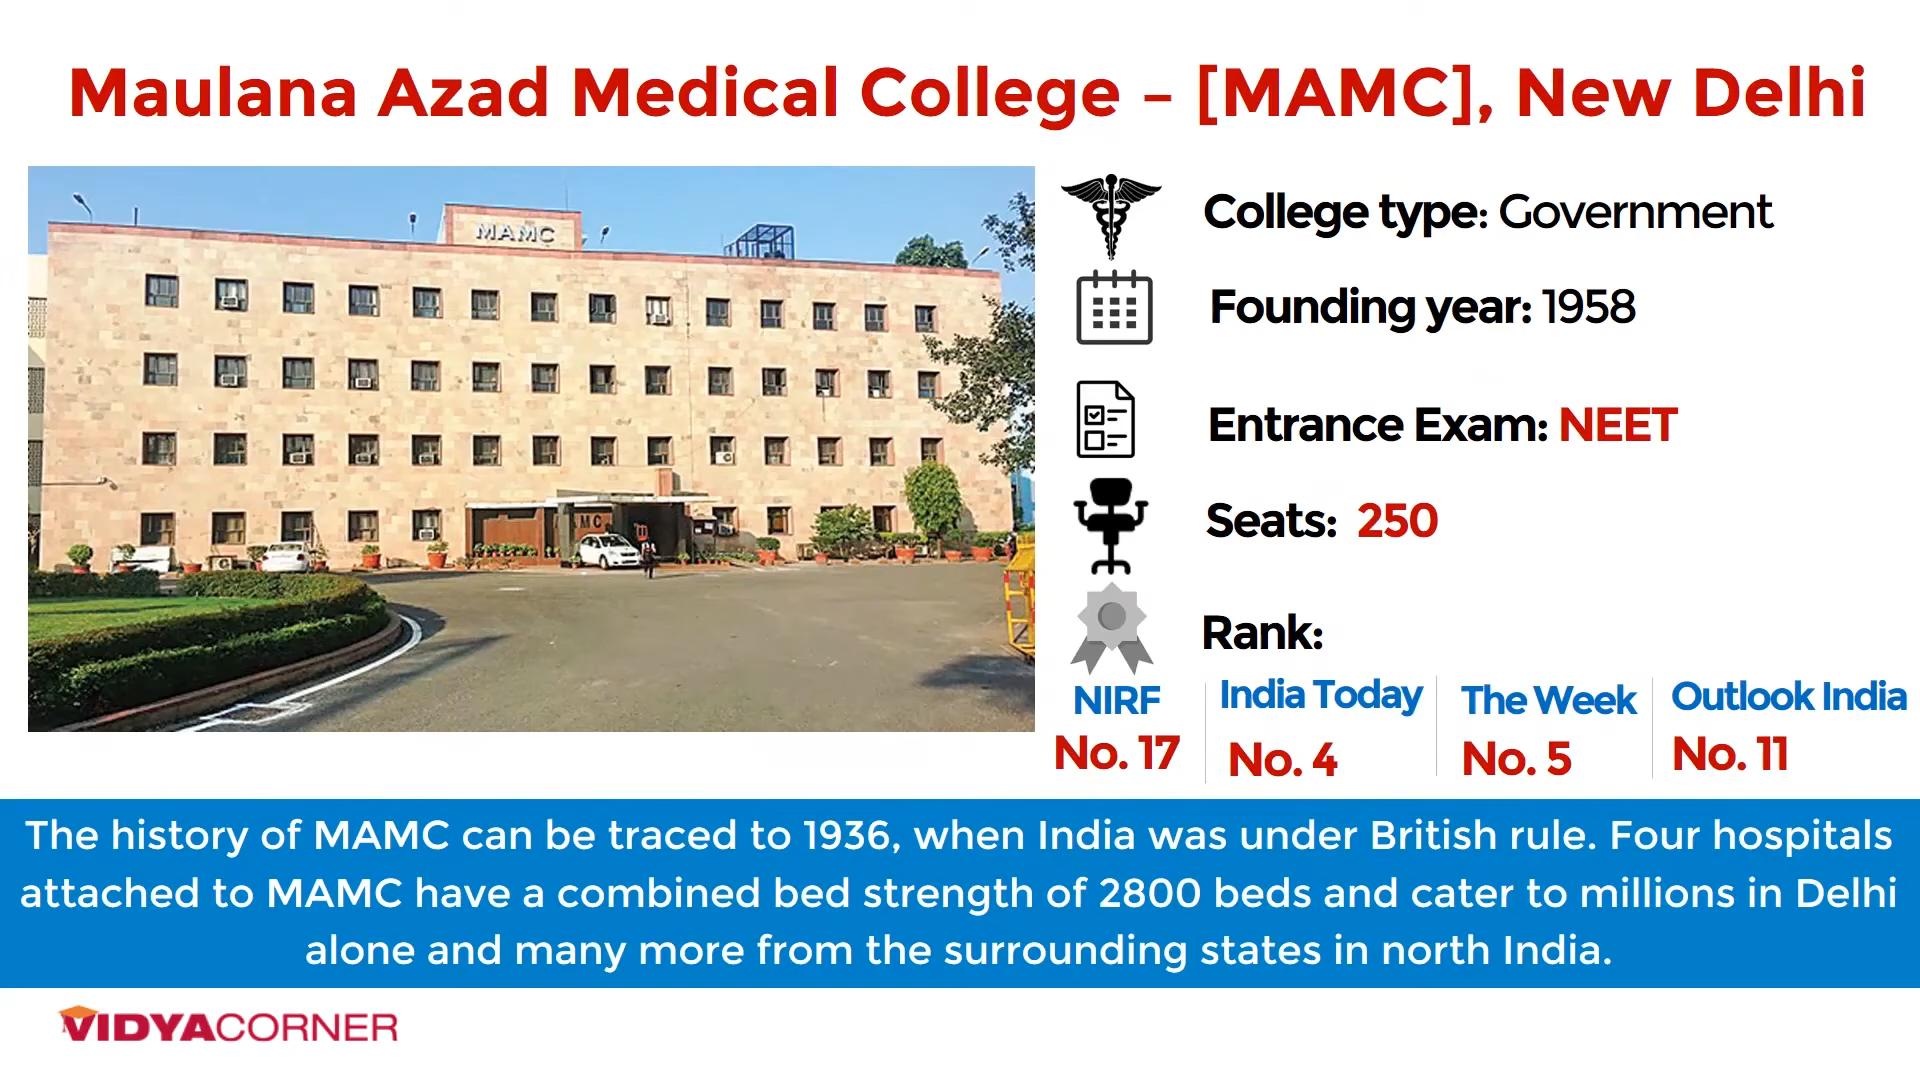 Maulana Azad Medical College – [MAMC], New Delhi
MAMC
AMC
College type: Government
Founding year: 1958
Entrance Exam: NEET
Seats: 250
Rank:
NIRF
No. 17
India Today
No. 4
The Week
No. 5
Outlook India
No. 11
The history of MAMC can be traced to 1936, when India was under British rule. Four hospitals
attached to MAMC have a combined bed strength of 2800 beds and cater to millions in Delhi
alone and many more from the surrounding states in north India.
VIDYACORNER